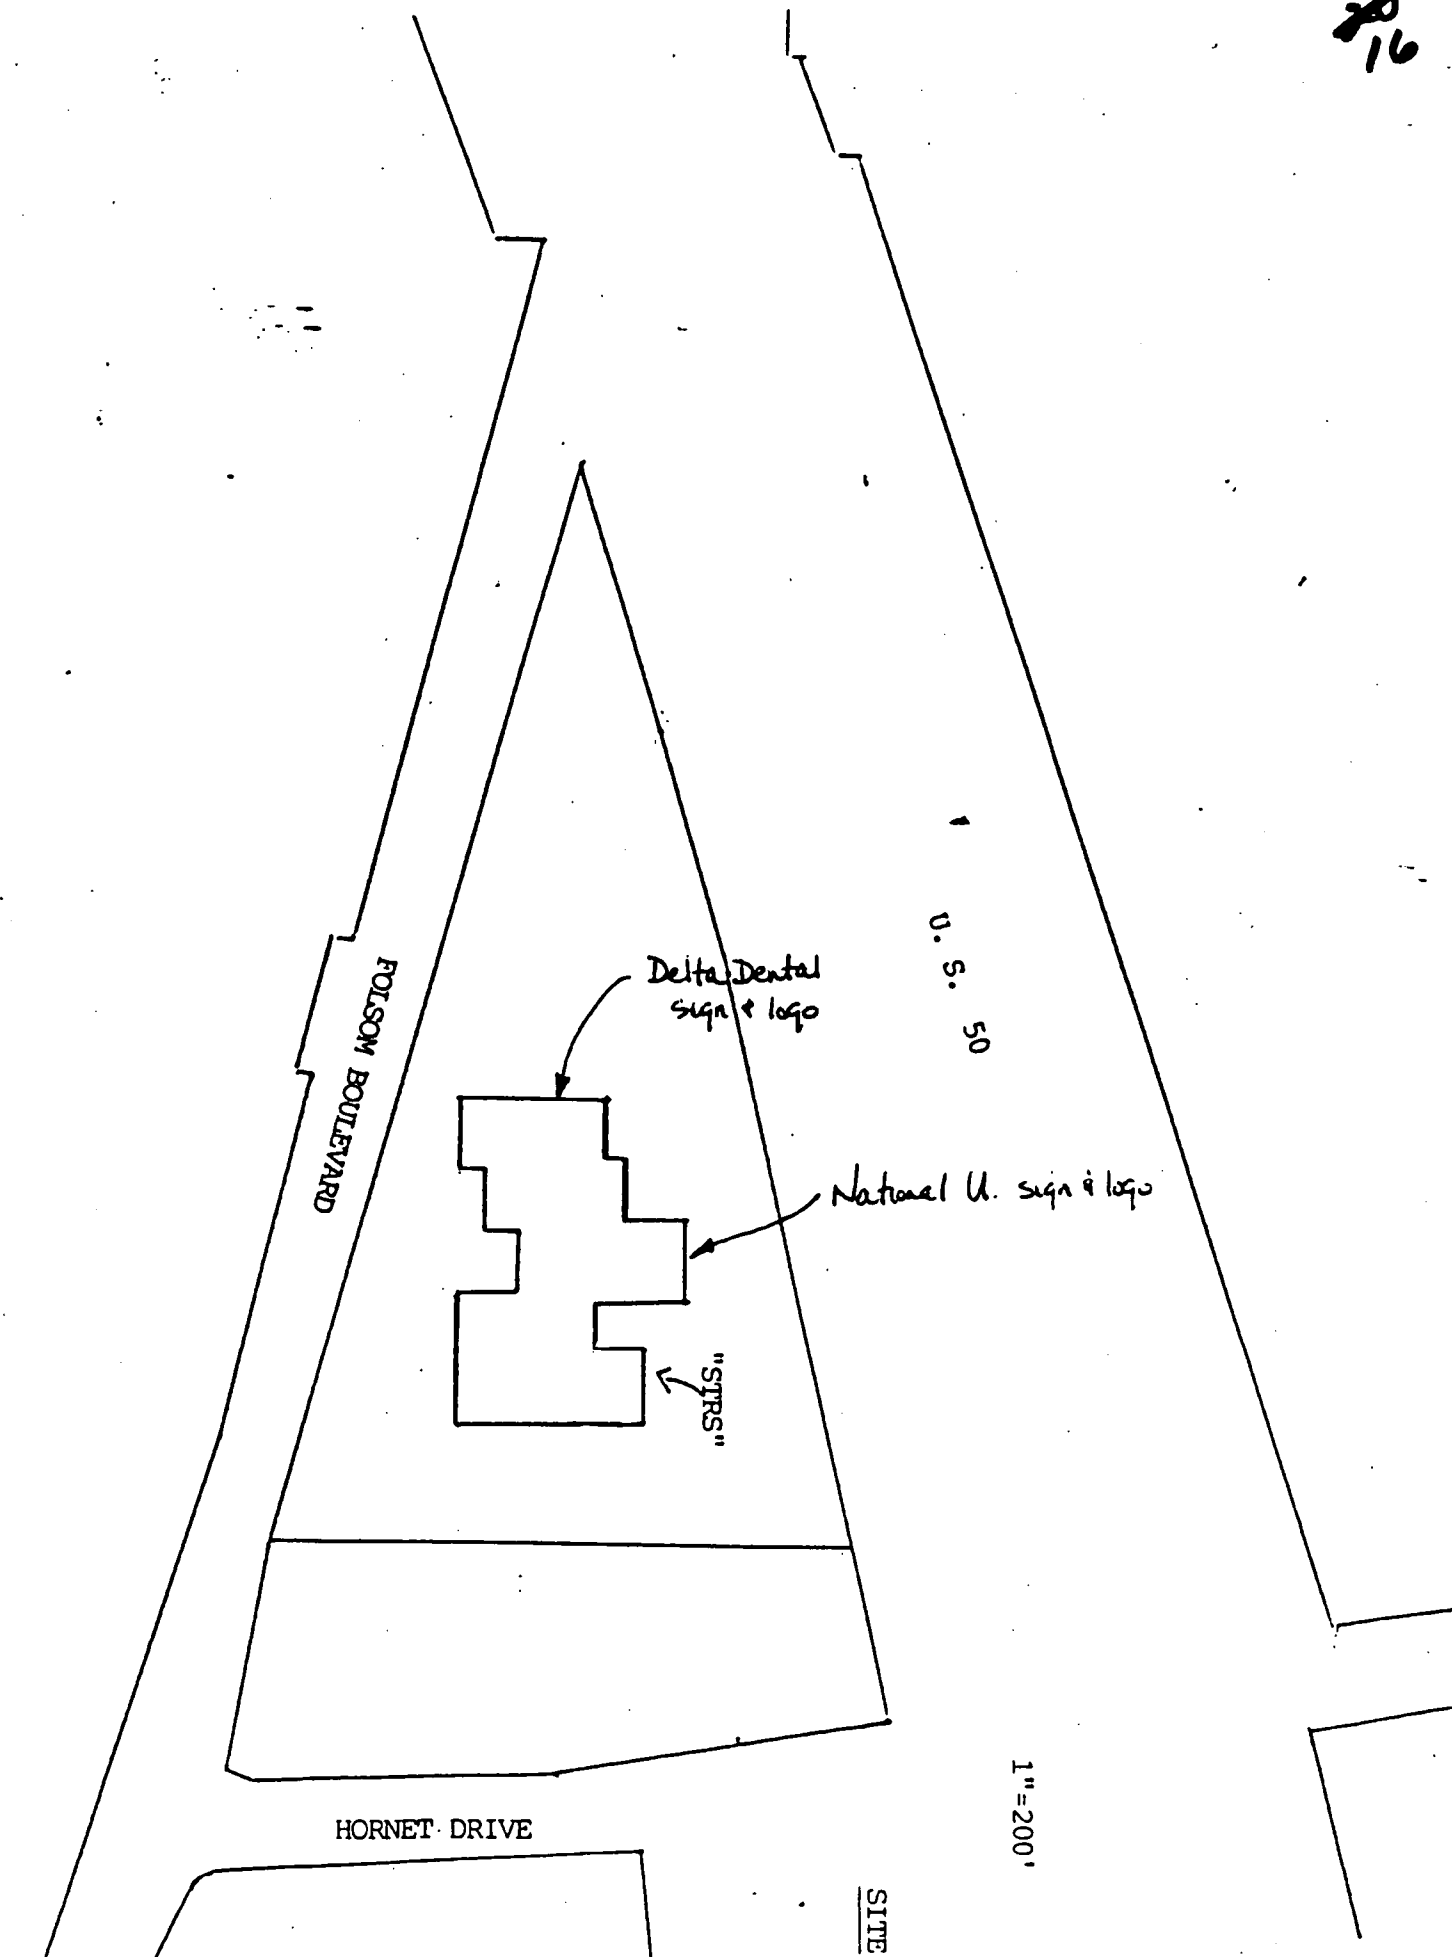 16
U. S. 50
Delta Dental
sign & logo
FOLSOM BOULEVARD
National U. sign & logo
"STRS"
1"=200'
HORNET DRIVE
SITE